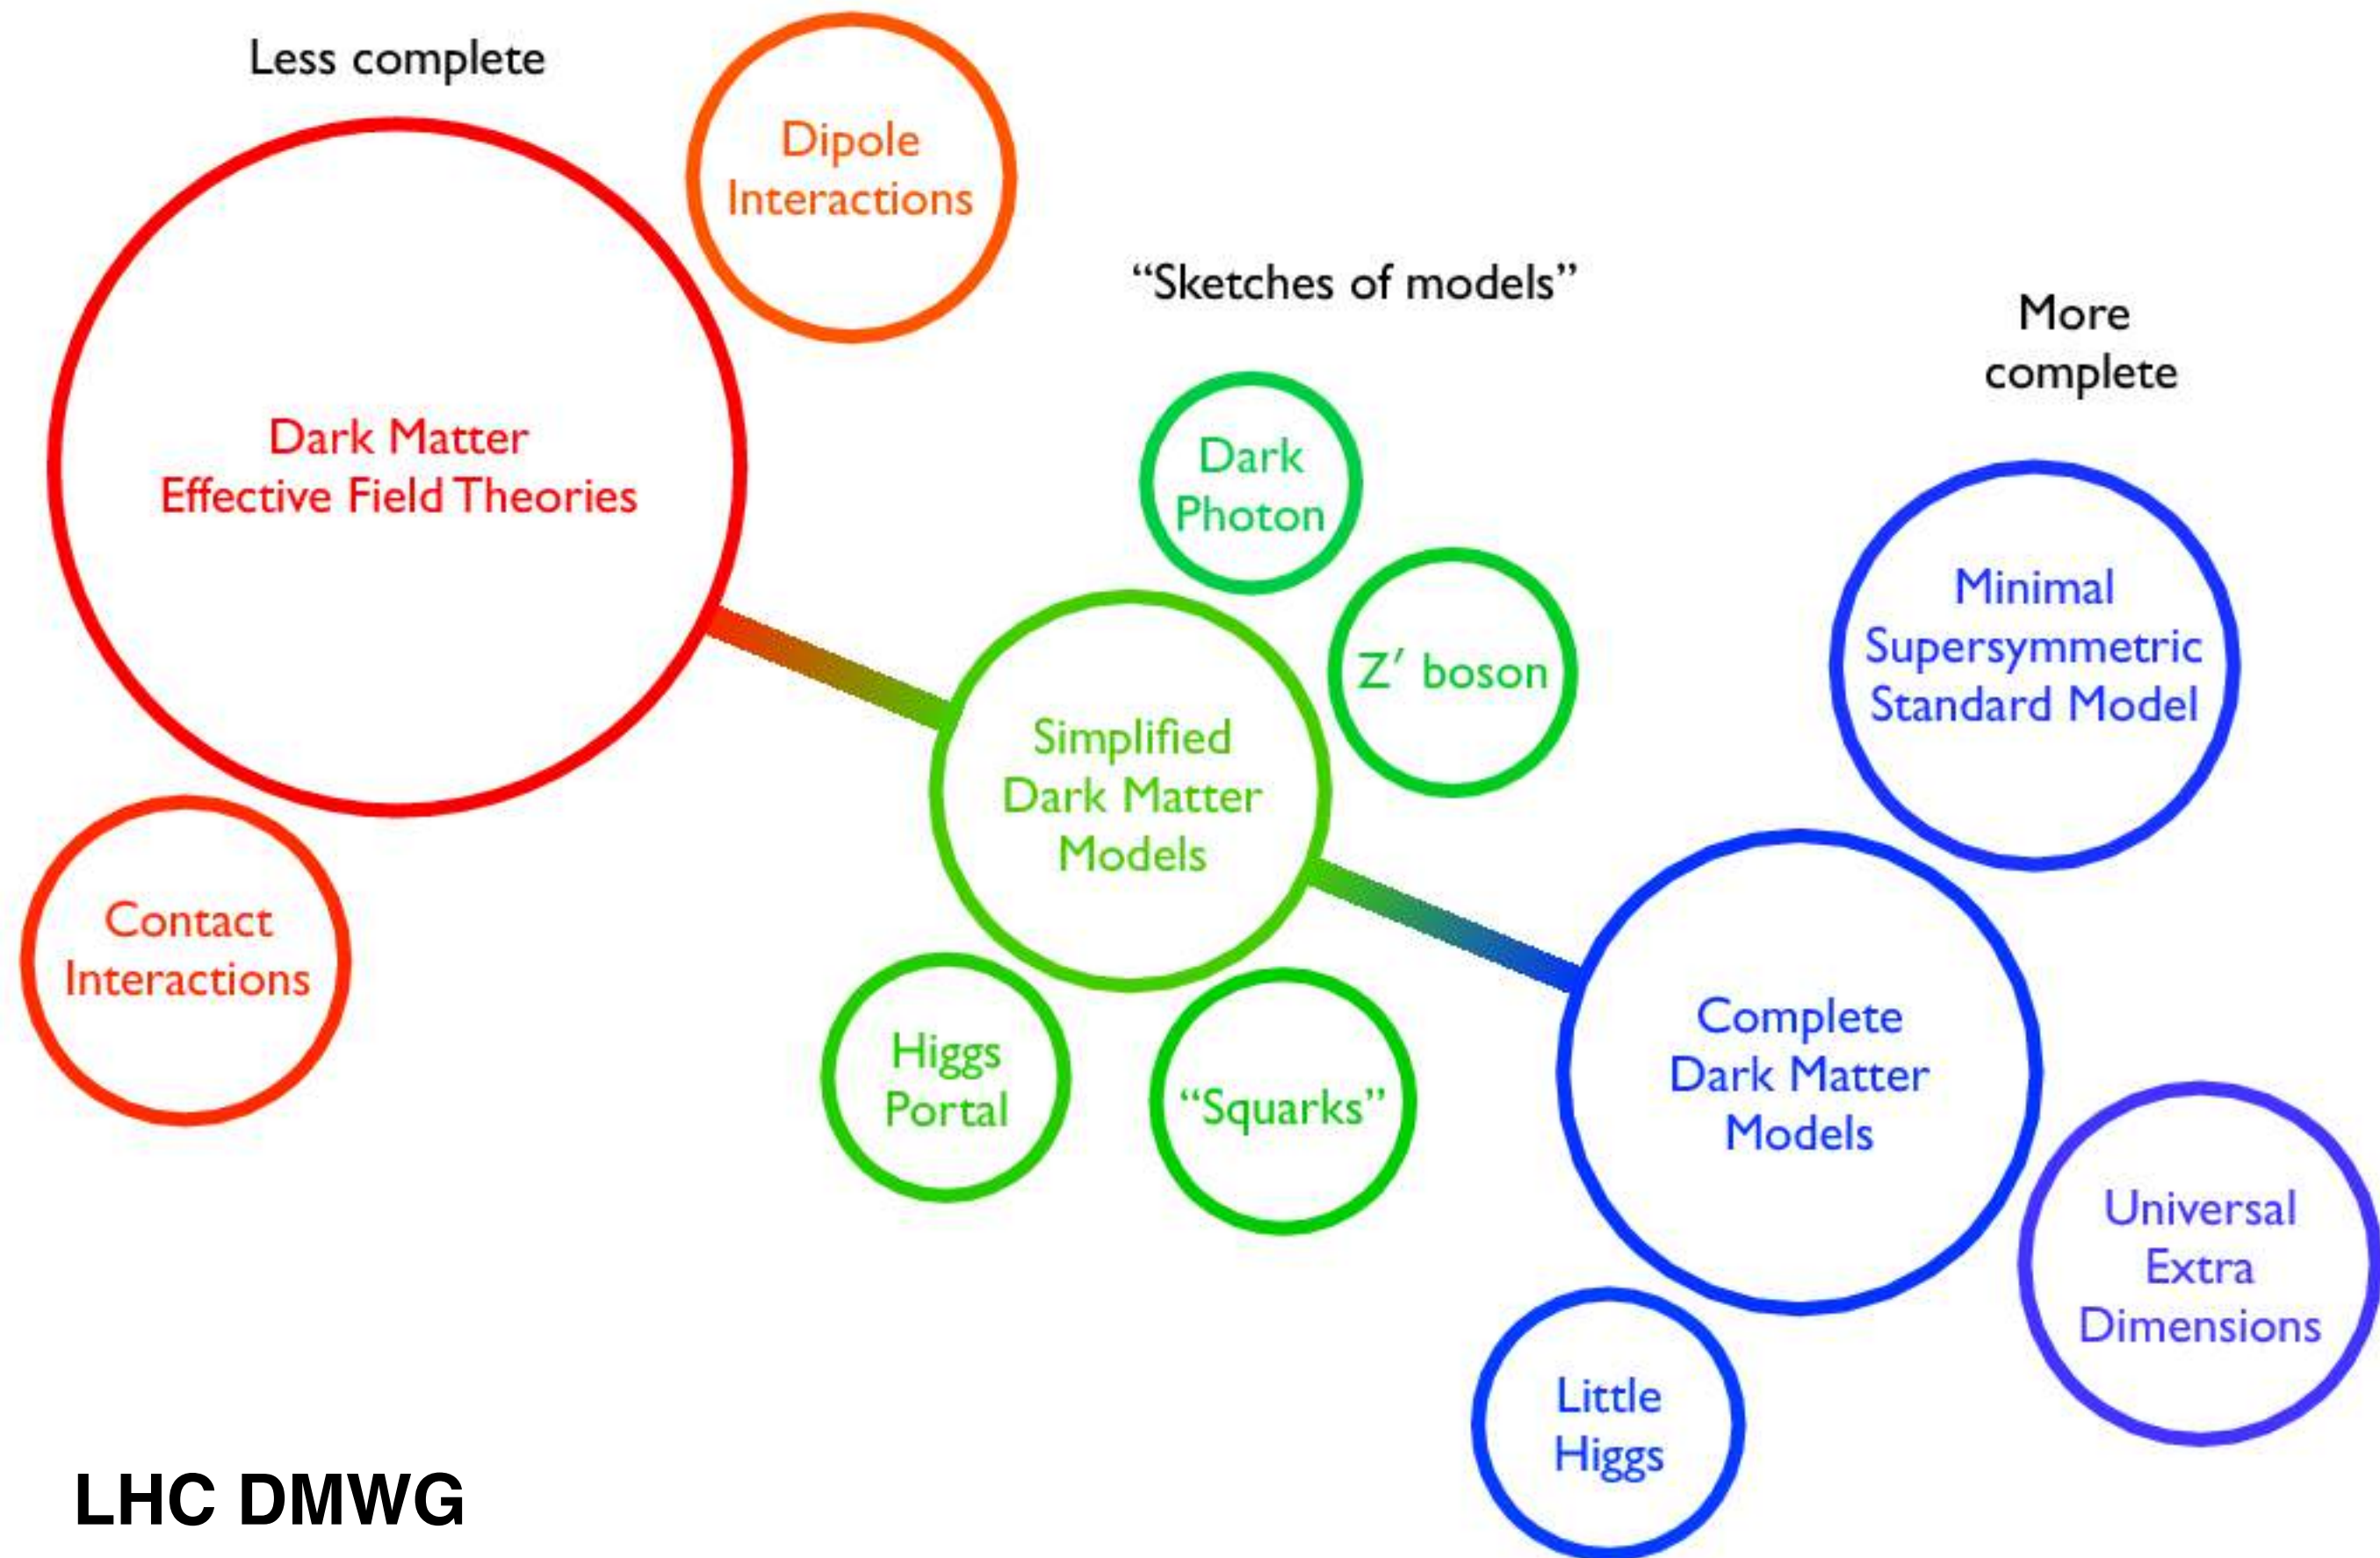 Less complete
Dipole
Interactions
“Sketches of models”
More
complete
Dark Matter
Effective Field Theories
Dark
Photon
Z′ boson
Minimal
Supersymmetric
Standard Model
Simplified
Dark Matter
Models
Contact
Interactions
Higgs
Portal
“Squarks”
Complete
Dark Matter
Models
Universal
Extra
Dimensions
Little
Higgs
LHC DMWG